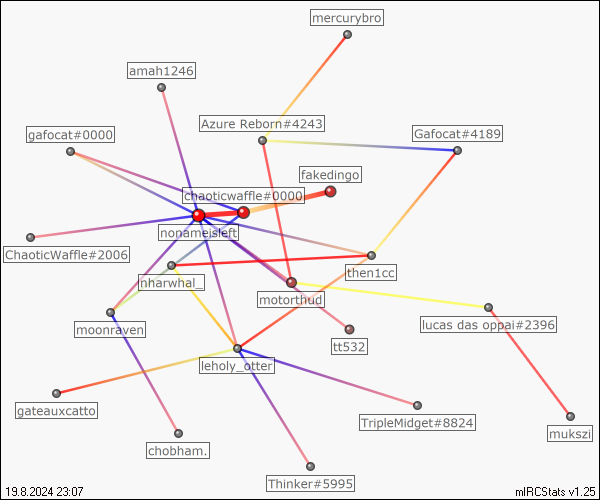 mercurybro
amah1246
Azure Reborn#4243
gafocat#0000
Gafocat#4189
fakedingo
chaoticwaffle#0000
nonameisleft
ChaoticWaffle#2006
then1cc
nharwhal_
motorthud
moonraven
lucas das oppai#2396
tt532
leholy_otter
gateauxcatto
TripleMidget#8824
mukszi
chobham.
Thinker#5995
19.8.2024 23:07
mIRCStats v1.25